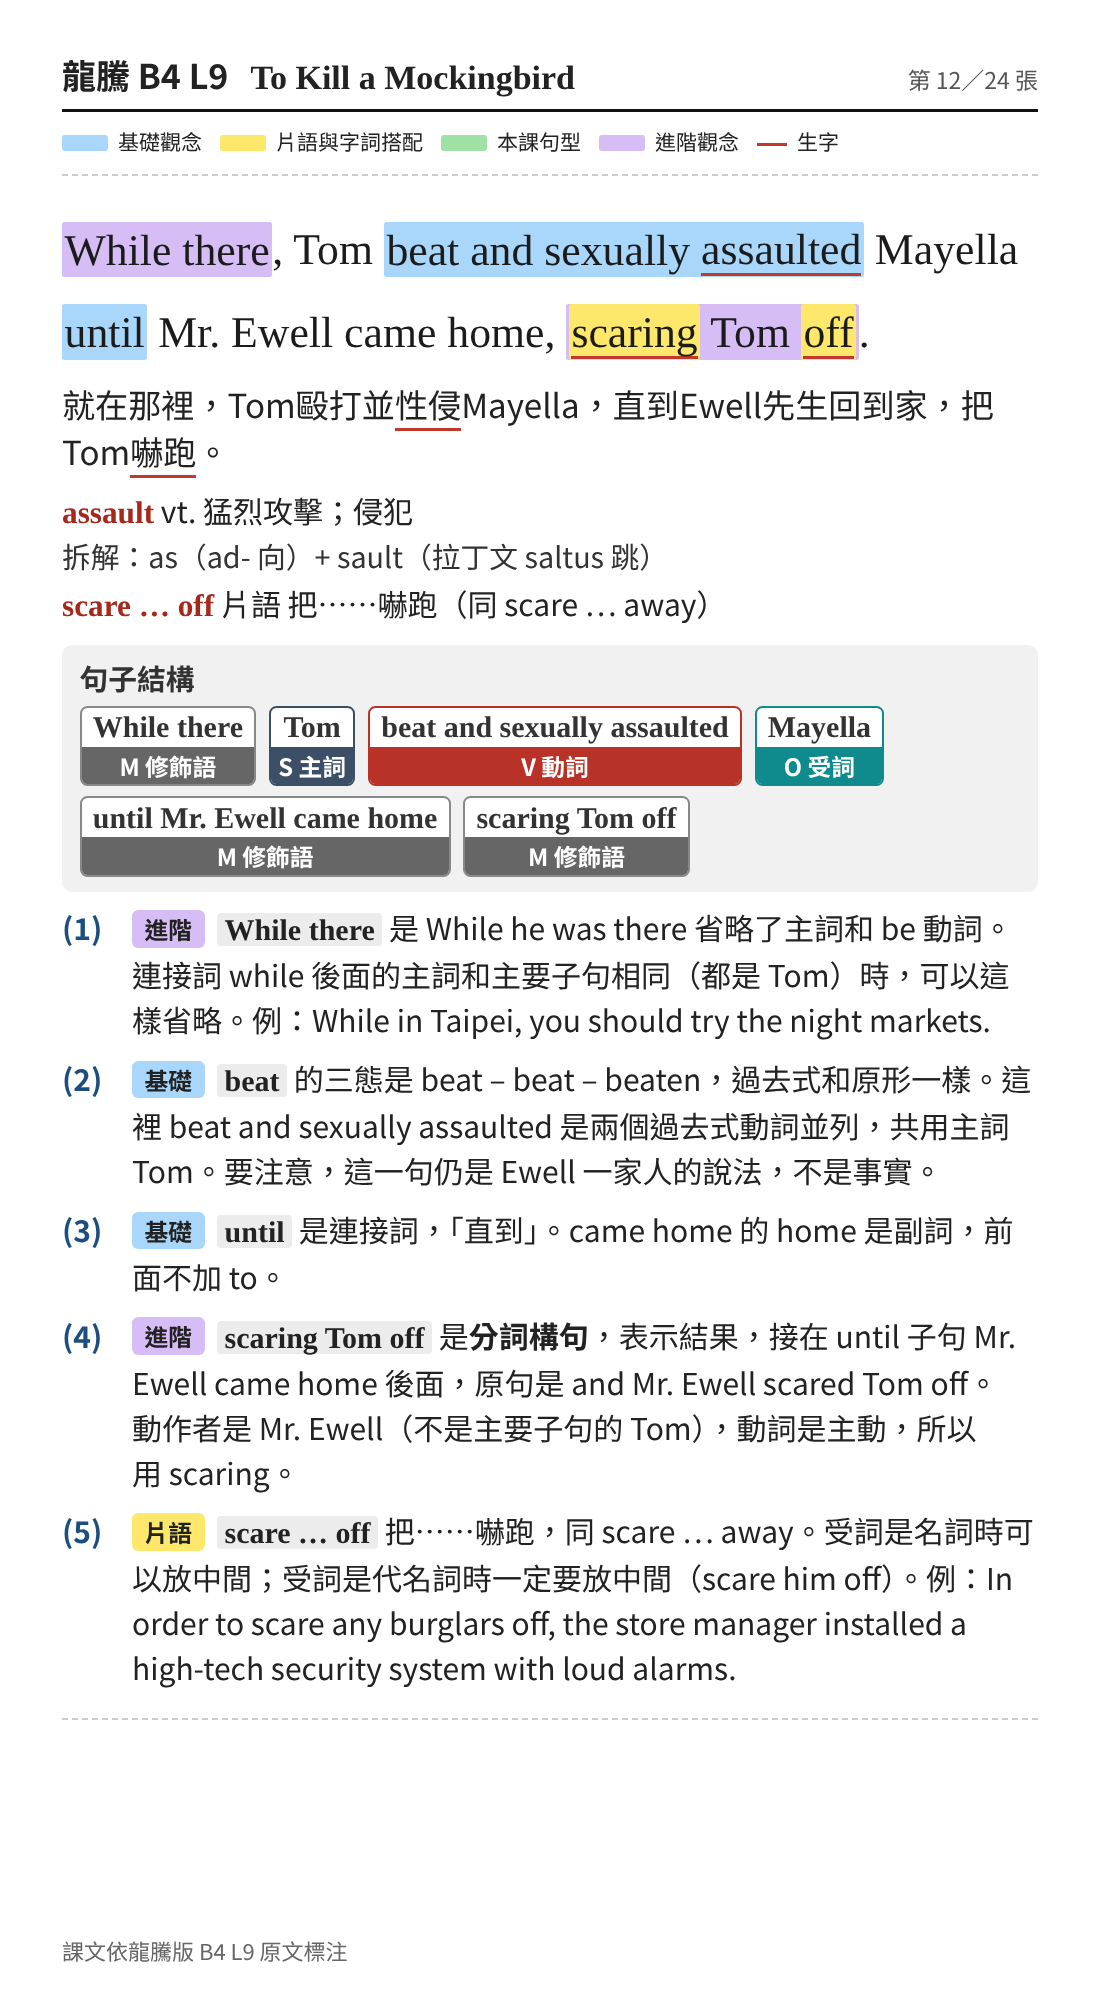 龍騰 B4 L9 To Kill a Mockingbird 第 12／24 張
基礎觀念 片語與字詞搭配 本課句型 進階觀念 生字
While there, Tom beat and sexually assaulted Mayella
until Mr. Ewell came home, scaring Tom off.
就在那裡，Tom毆打並性侵Mayella，直到Ewell先生回到家，把
Tom嚇跑。
assault vt. 猛烈攻擊；侵犯
拆解：as（ad- 向）+ sault（拉丁文 saltus 跳）
scare … off 片語 把……嚇跑（同 scare … away）
句子結構
While there Tom beat and sexually assaulted Mayella
M 修飾語 S 主詞 V 動詞 O 受詞
until Mr. Ewell came home scaring Tom off
M 修飾語 M 修飾語
(1) 進階 While there 是 While he was there 省略了主詞和 be 動詞。
連接詞 while 後面的主詞和主要子句相同（都是 Tom）時，可以這
樣省略。例：While in Taipei, you should try the night markets.
(2) 基礎 beat 的三態是 beat – beat – beaten，過去式和原形一樣。這
裡 beat and sexually assaulted 是兩個過去式動詞並列，共用主詞
Tom。要注意，這一句仍是 Ewell 一家人的說法，不是事實。
(3) 基礎 until 是連接詞，「直到」。came home 的 home 是副詞，前
面不加 to。
(4) 進階 scaring Tom off 是分詞構句，表示結果，接在 until 子句 Mr.
Ewell came home 後面，原句是 and Mr. Ewell scared Tom off。
動作者是 Mr. Ewell（不是主要子句的 Tom），動詞是主動，所以
用 scaring。
(5) 片語 scare … off 把……嚇跑，同 scare … away。受詞是名詞時可
以放中間；受詞是代名詞時一定要放中間（scare him off）。例：In
order to scare any burglars off, the store manager installed a
high-tech security system with loud alarms.
課文依龍騰版 B4 L9 原文標注